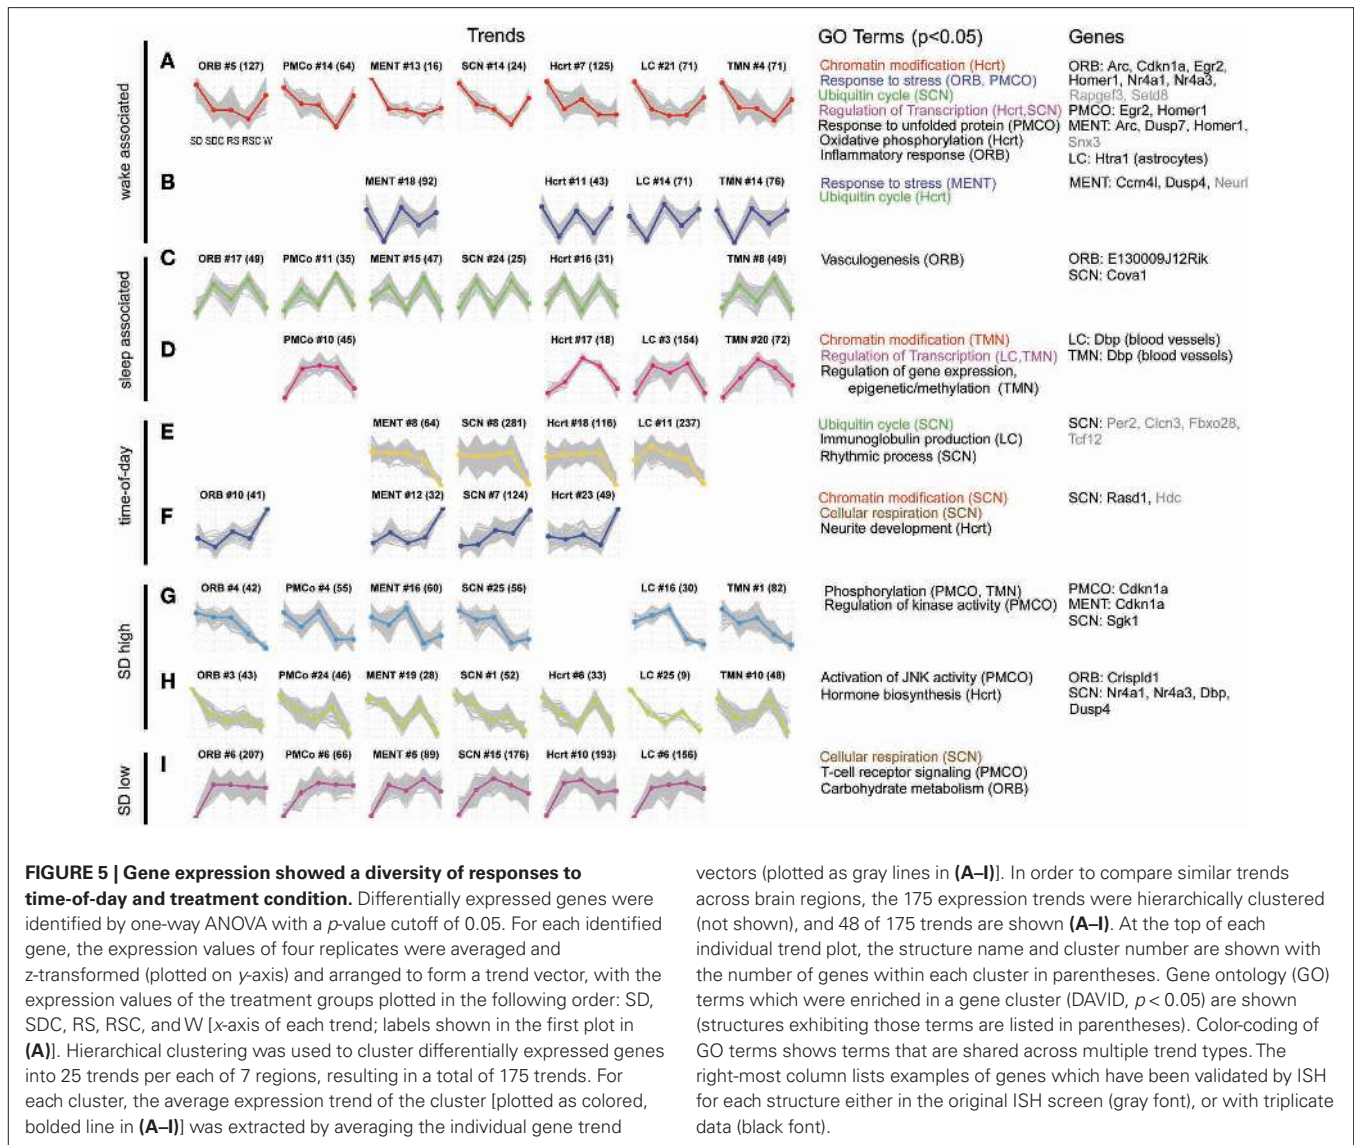 Trends
GO Terms (p<0.05)
Genes
wake associated
A
ORB #5 (127) PMCo #14 (64) MENT #13 (16) SCN #14 (24) Hcrt #7 (125) LC #21 (71) TMN #4 (71)
SD SDC RS RSC W
Chromatin modification (Hcrt)
Response to stress (ORB, PMCO)
Ubiquitin cycle (SCN)
Regulation of Transcription (Hcrt,SCN)
Response to unfolded protein (PMCO)
Oxidative phosphorylation (Hcrt)
Inflammatory response (ORB)
ORB: Arc, Cdkn1a, Egr2,
Homer1, Nr4a1, Nr4a3,
Rapgef3, Setd8
PMCO: Egr2, Homer1
MENT: Arc, Dusp7, Homer1,
Snx3
LC: Htra1 (astrocytes)
B
MENT #18 (92) Hcrt #11 (43) LC #14 (71) TMN #14 (76)
Response to stress (MENT)
Ubiquitin cycle (Hcrt)
MENT: Ccrn4l, Dusp4, Neurl
sleep associated
C
ORB #17 (49) PMCo #11 (35) MENT #15 (47) SCN #24 (25) Hcrt #16 (31) TMN #8 (49)
Vasculogenesis (ORB)
ORB: E130009J12Rik
SCN: Cova1
D
PMCo #10 (45) Hcrt #17 (18) LC #3 (154) TMN #20 (72)
Chromatin modification (TMN)
Regulation of Transcription (LC,TMN)
Regulation of gene expression,
epigenetic/methylation (TMN)
LC: Dbp (blood vessels)
TMN: Dbp (blood vessels)
time-of-day
E
MENT #8 (64) SCN #8 (281) Hcrt #18 (116) LC #11 (237)
Ubiquitin cycle (SCN)
Immunoglobulin production (LC)
Rhythmic process (SCN)
SCN: Per2, Clcn3, Fbxo28,
Tcf12
F
ORB #10 (41) MENT #12 (32) SCN #7 (124) Hcrt #23 (49)
Chromatin modification (SCN)
Cellular respiration (SCN)
Neurite development (Hcrt)
SCN: Rasd1, Hdc
SD high
G
ORB #4 (42) PMCo #4 (55) MENT #16 (60) SCN #25 (56) LC #16 (30) TMN #1 (82)
Phosphorylation (PMCO, TMN)
Regulation of kinase activity (PMCO)
PMCO: Cdkn1a
MENT: Cdkn1a
SCN: Sgk1
H
ORB #3 (43) PMCo #24 (46) MENT #19 (28) SCN #1 (52) Hcrt #6 (33) LC #25 (9) TMN #10 (48)
Activation of JNK activity (PMCO)
Hormone biosynthesis (Hcrt)
ORB: Crispld1
SCN: Nr4a1, Nr4a3, Dbp,
Dusp4
SD low
I
ORB #6 (207) PMCo #6 (66) MENT #5 (89) SCN #15 (176) Hcrt #10 (193) LC #6 (156)
Cellular respiration (SCN)
T-cell receptor signaling (PMCO)
Carbohydrate metabolism (ORB)
FIGURE 5 | Gene expression showed a diversity of responses to
time-of-day and treatment condition. Differentially expressed genes were
identified by one-way ANOVA with a p-value cutoff of 0.05. For each identified
gene, the expression values of four replicates were averaged and
z-transformed (plotted on y-axis) and arranged to form a trend vector, with the
expression values of the treatment groups plotted in the following order: SD,
SDC, RS, RSC, and W [x-axis of each trend; labels shown in the first plot in
(A)]. Hierarchical clustering was used to cluster differentially expressed genes
into 25 trends per each of 7 regions, resulting in a total of 175 trends. For
each cluster, the average expression trend of the cluster [plotted as colored,
bolded line in (A–I)] was extracted by averaging the individual gene trend
vectors (plotted as gray lines in (A–I)]. In order to compare similar trends
across brain regions, the 175 expression trends were hierarchically clustered
(not shown), and 48 of 175 trends are shown (A–I). At the top of each
individual trend plot, the structure name and cluster number are shown with
the number of genes within each cluster in parentheses. Gene ontology (GO)
terms which were enriched in a gene cluster (DAVID, p < 0.05) are shown
(structures exhibiting those terms are listed in parentheses). Color-coding of
GO terms shows terms that are shared across multiple trend types. The
right-most column lists examples of genes which have been validated by ISH
for each structure either in the original ISH screen (gray font), or with triplicate
data (black font).